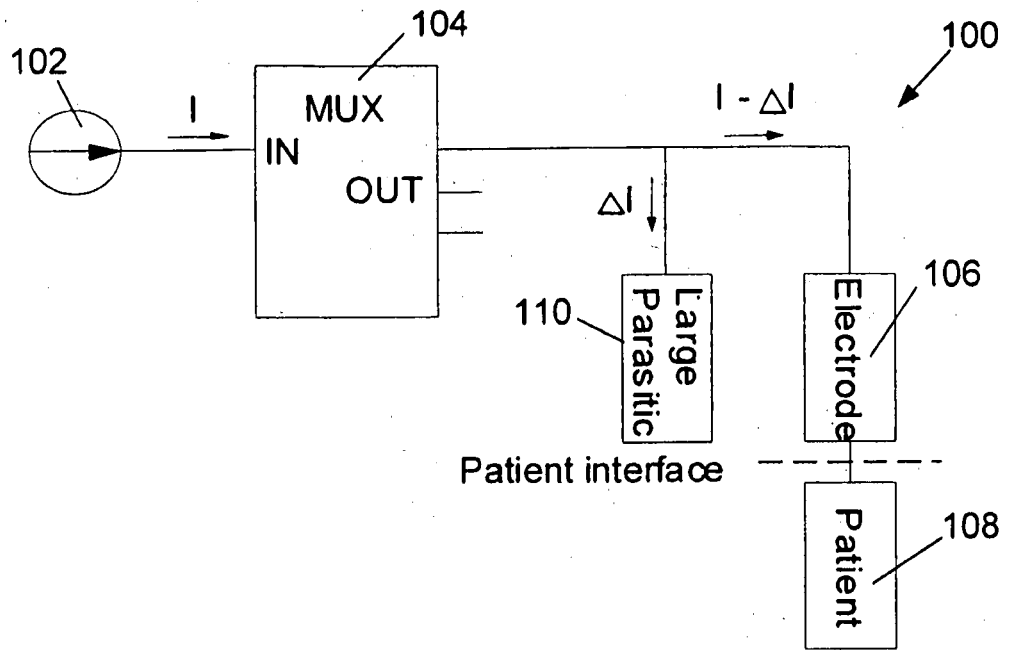 104
100
102
I
MUX
I - ΔI
IN
OUT
ΔI
Large
Parasitic
110
Electrode
106
Patient interface
Patient
108